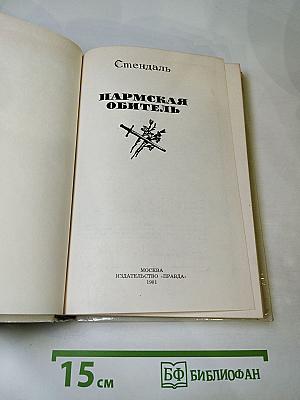 Стендаль
ПАРМСКАЯ
ОБИТЕЛЬ
МОСКВА
ИЗДАТЕЛЬСТВО «ПРАВДА»
1981
15 см
БФ БИБЛИОФАН